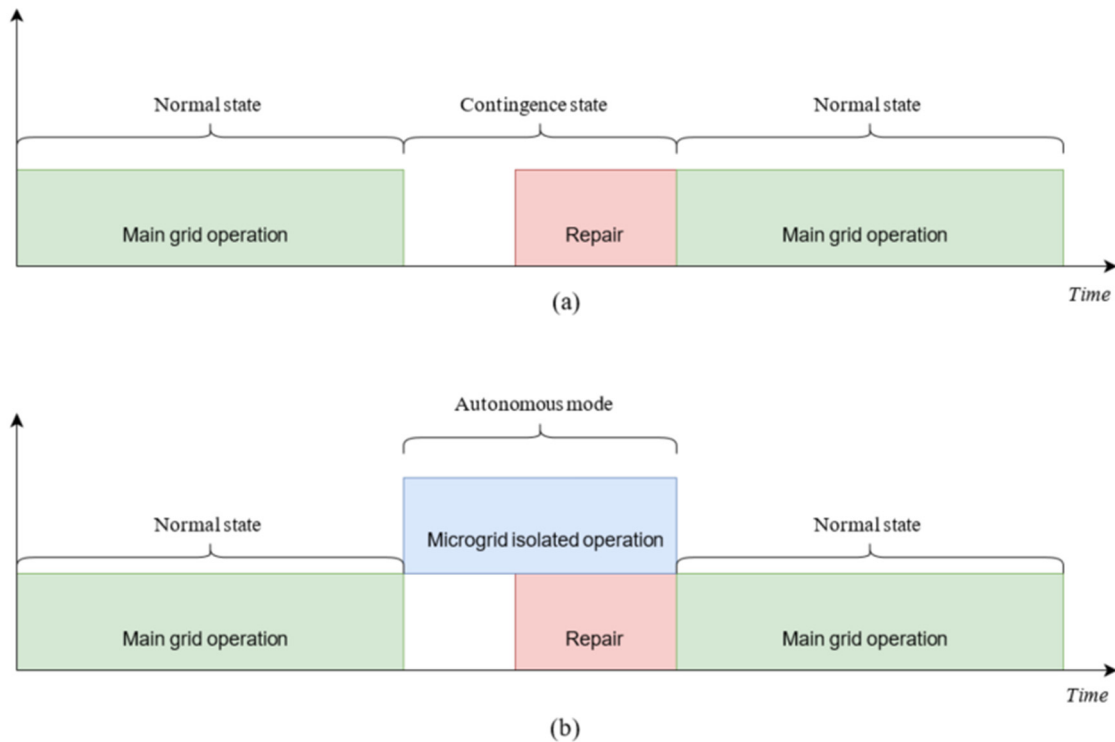 Normal state
Contingence state
Normal state
Main grid operation
Repair
Main grid operation
Time
(a)
Autonomous mode
Microgrid isolated operation
Normal state
Normal state
Main grid operation
Repair
Main grid operation
Time
(b)